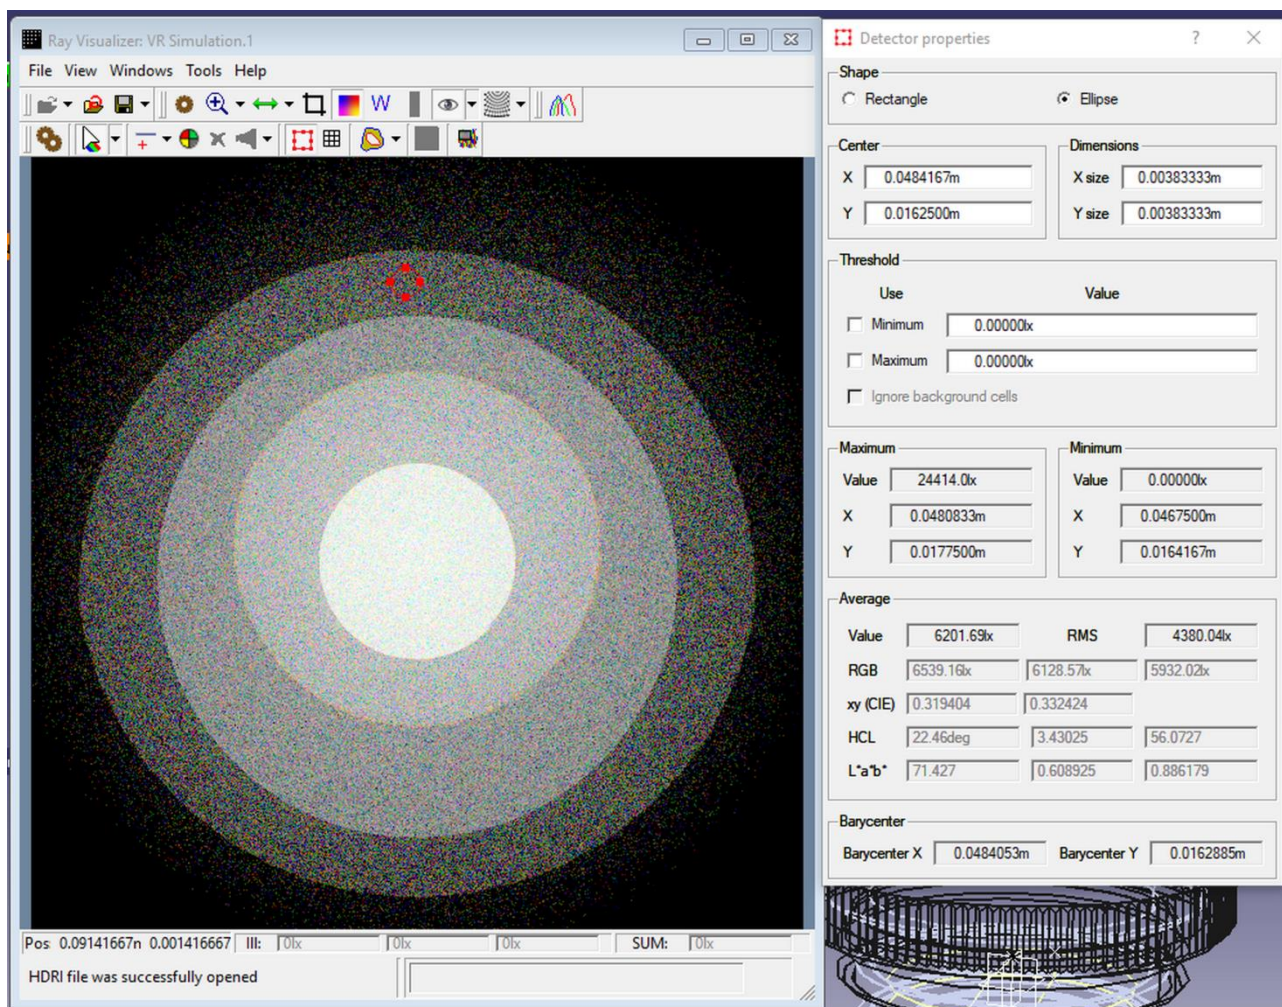 Ray Visualizer: VR Simulation.1
File View Windows Tools Help
W
Pos: 0.09141667n 0.001416667 Ill: 0lx 0lx 0lx SUM: 0lx
HDRI file was successfully opened
Detector properties ?
Shape
Rectangle Ellipse
Center
X 0.0484167m
Y 0.0162500m
Dimensions
X size 0.00383333m
Y size 0.00383333m
Threshold
Use Value
Minimum 0.00000lx
Maximum 0.00000lx
Ignore background cells
Maximum
Value 24414.0lx
X 0.0480833m
Y 0.0177500m
Minimum
Value 0.00000lx
X 0.0467500m
Y 0.0164167m
Average
Value 6201.69lx RMS 4380.04lx
RGB 6539.16lx 6128.57lx 5932.02lx
xy (CIE) 0.319404 0.332424
HCL 22.46deg 3.43025 56.0727
L*a*b* 71.427 0.608925 0.886179
Barycenter
Barycenter X 0.0484053m Barycenter Y 0.0162885m